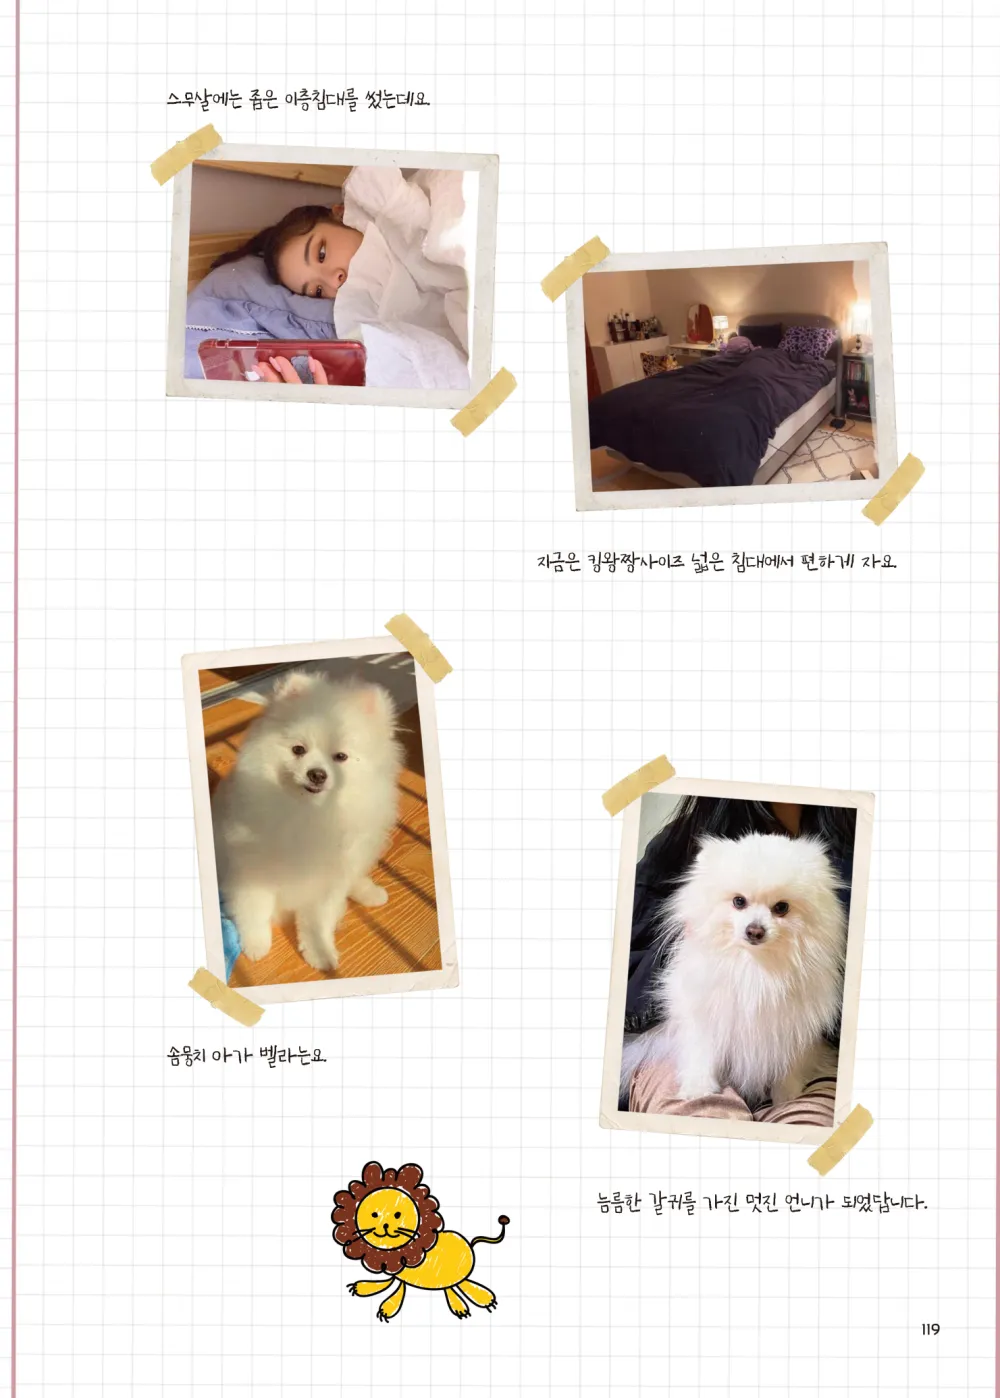 스무살에는 좁은 이층침대를 썼는데요
지금은 킹왕짱사이즈 넓은 침대에서 편하게 자요.
솜뭉치 아가 벨라는요
늠름한 갈귀를 가진 멋진 언니가 되었답니다.
119